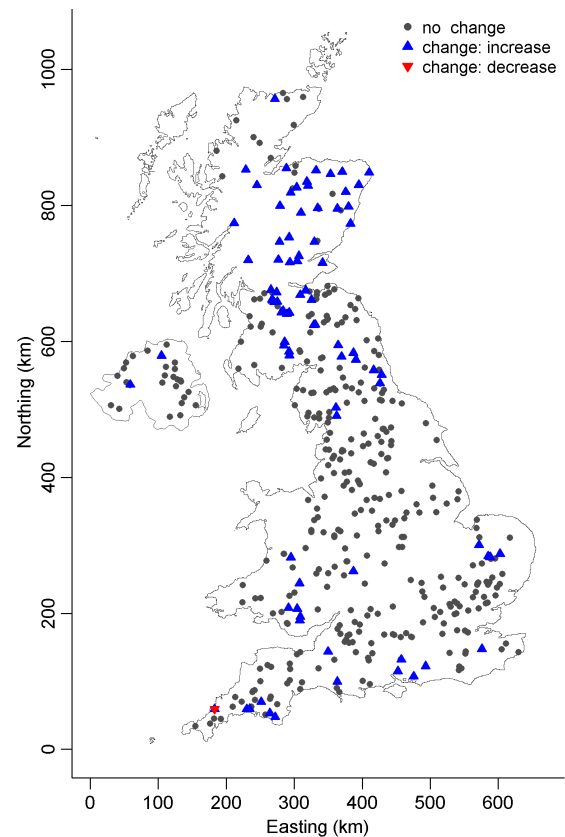 no change
change: increase
change: decrease
Northing (km)
1000
800
600
400
200
0
0 100 200 300 400 500 600
Easting (km)